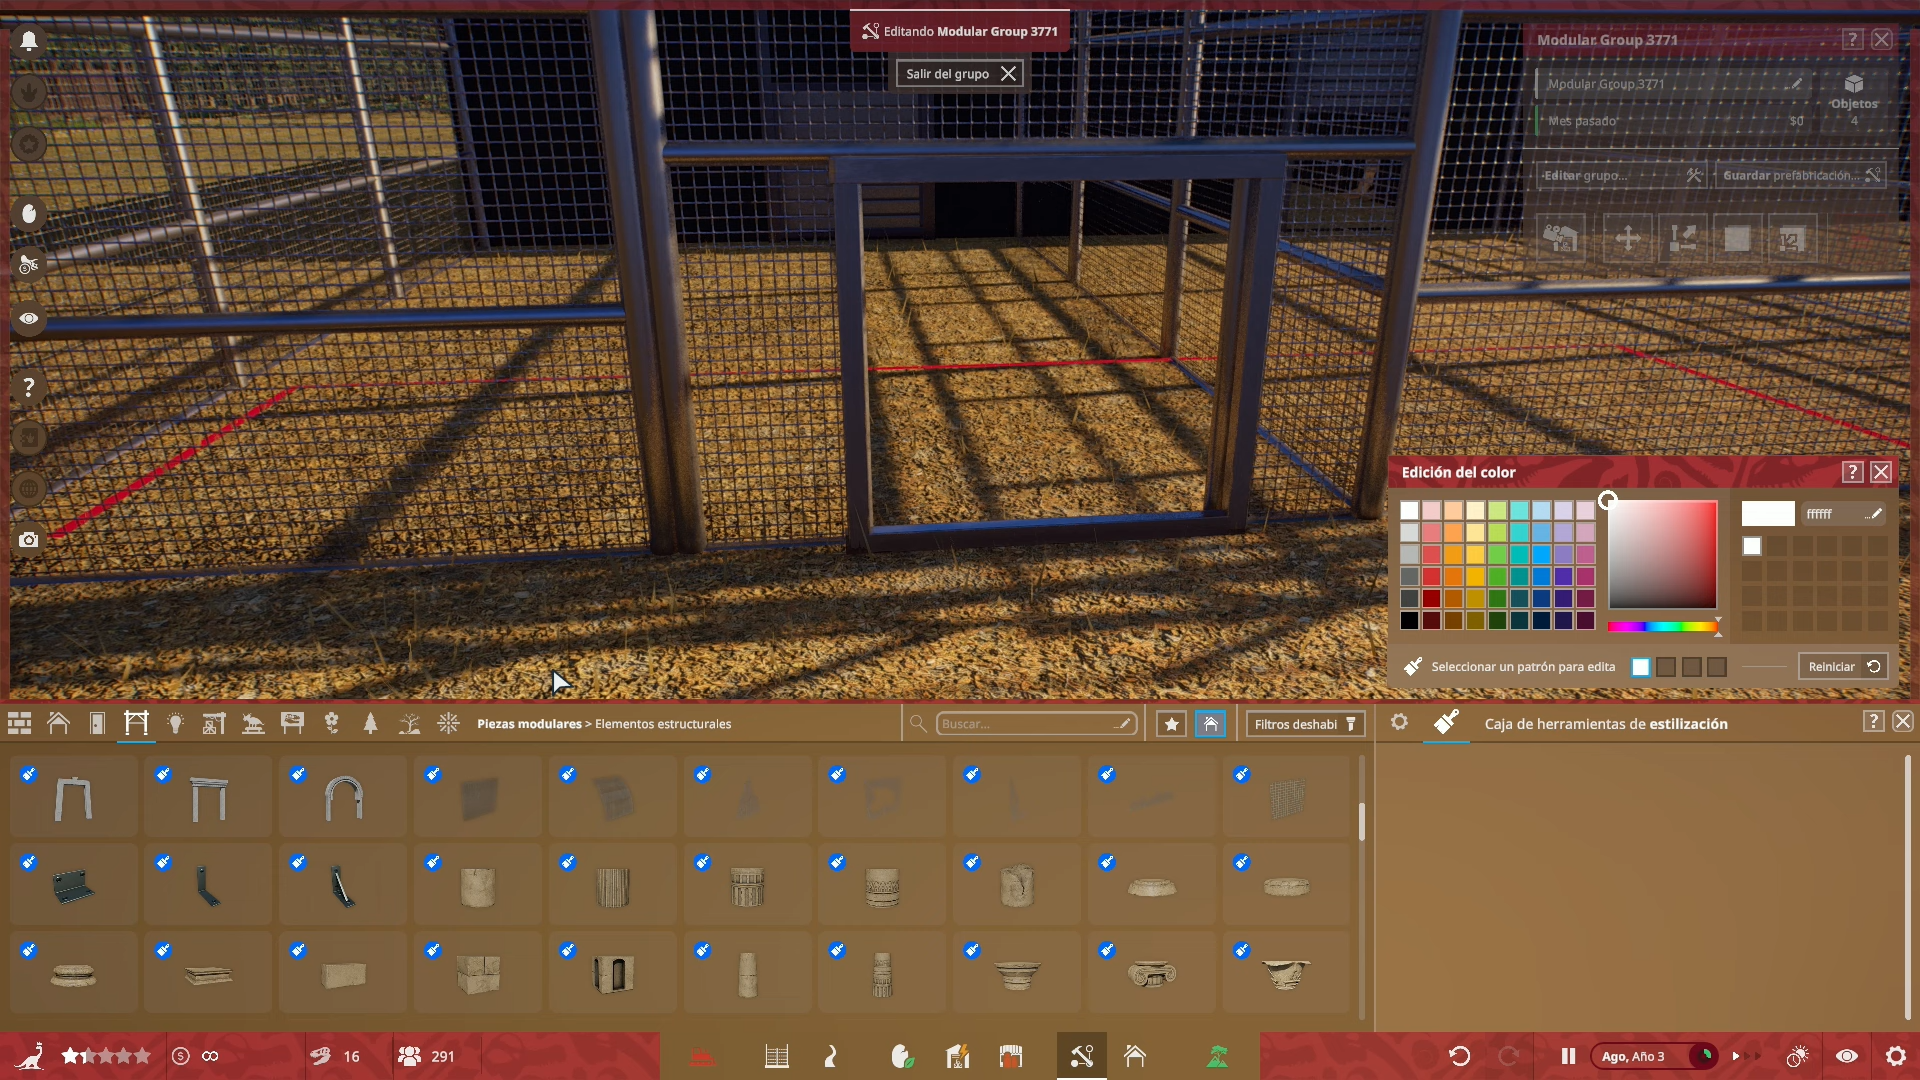 Editando Modular Group 3771
Salir del grupo
Modular Group 3771
?
Modular Group 3771
Objetos
4
Mes pasado $0
Editar grupo...
Guardar prefabricación...
?
Edición del color
?
ffffff
Seleccionar un patrón para edita
Reiniciar
Piezas modulares > Elementos estructurales
Buscar...
Filtros deshabi
Caja de herramientas de estilización
?
∞
16
291
Ago, Año 3